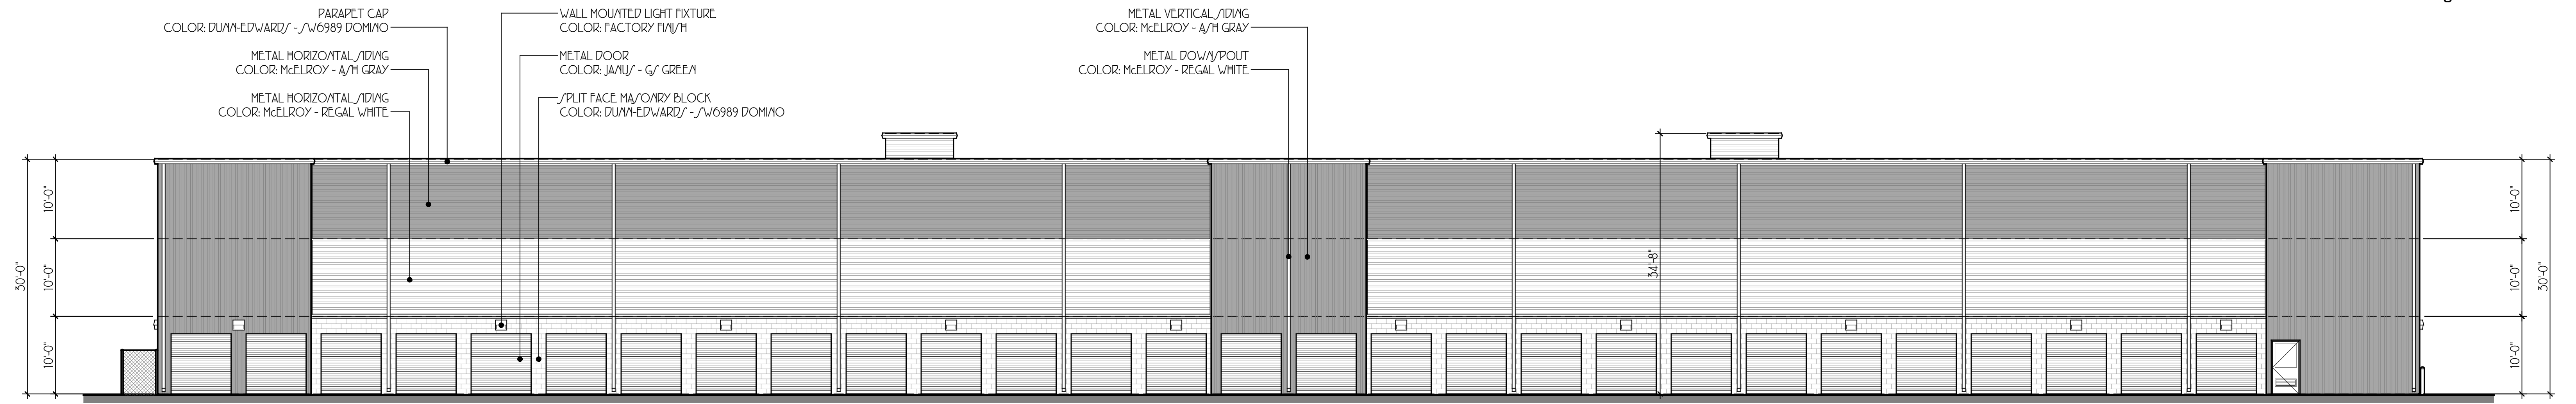 PARAPET CAP
COLOR: DUNN-EDWARDS - SW6989 DOMINO
METAL HORIZONTAL SIDING
COLOR: McELROY - ASH GRAY
METAL HORIZONTAL SIDING
COLOR: McELROY - REGAL WHITE
WALL MOUNTED LIGHT FIXTURE
COLOR: FACTORY FINISH
METAL DOOR
COLOR: JANUS - GS GREEN
SPLIT FACE MASONRY BLOCK
COLOR: DUNN-EDWARDS - SW6989 DOMINO
METAL VERTICAL SIDING
COLOR: McELROY - ASH GRAY
METAL DOWNSPOUT
COLOR: McELROY - REGAL WHITE
30'-0"
10'-0"
10'-0"
10'-0"
34'-8"
10'-0"
10'-0"
10'-0"
30'-0"